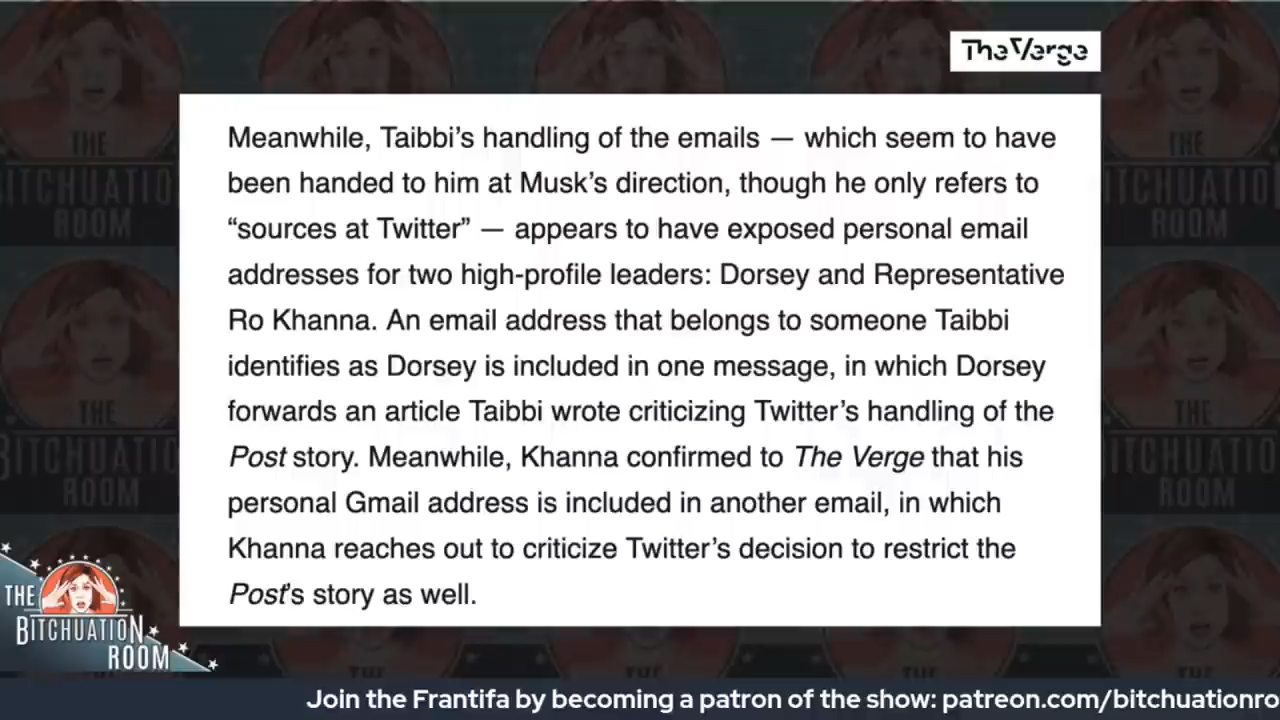 The Verge
Meanwhile, Taibbi’s handling of the emails — which seem to have
been handed to him at Musk’s direction, though he only refers to
“sources at Twitter” — appears to have exposed personal email
addresses for two high-profile leaders: Dorsey and Representative
Ro Khanna. An email address that belongs to someone Taibbi
identifies as Dorsey is included in one message, in which Dorsey
forwards an article Taibbi wrote criticizing Twitter’s handling of the
Post story. Meanwhile, Khanna confirmed to The Verge that his
personal Gmail address is included in another email, in which
Khanna reaches out to criticize Twitter’s decision to restrict the
Post’s story as well.
THE
BITCHUATION
ROOM
Join the Frantifa by becoming a patron of the show: patreon.com/bitchuationro